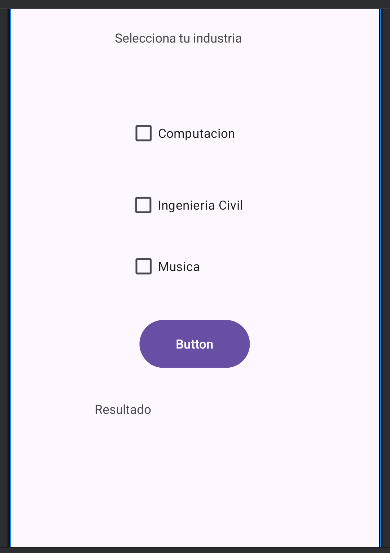 Selecciona tu industria
Computacion
Ingenieria Civil
Musica
Button
Resultado